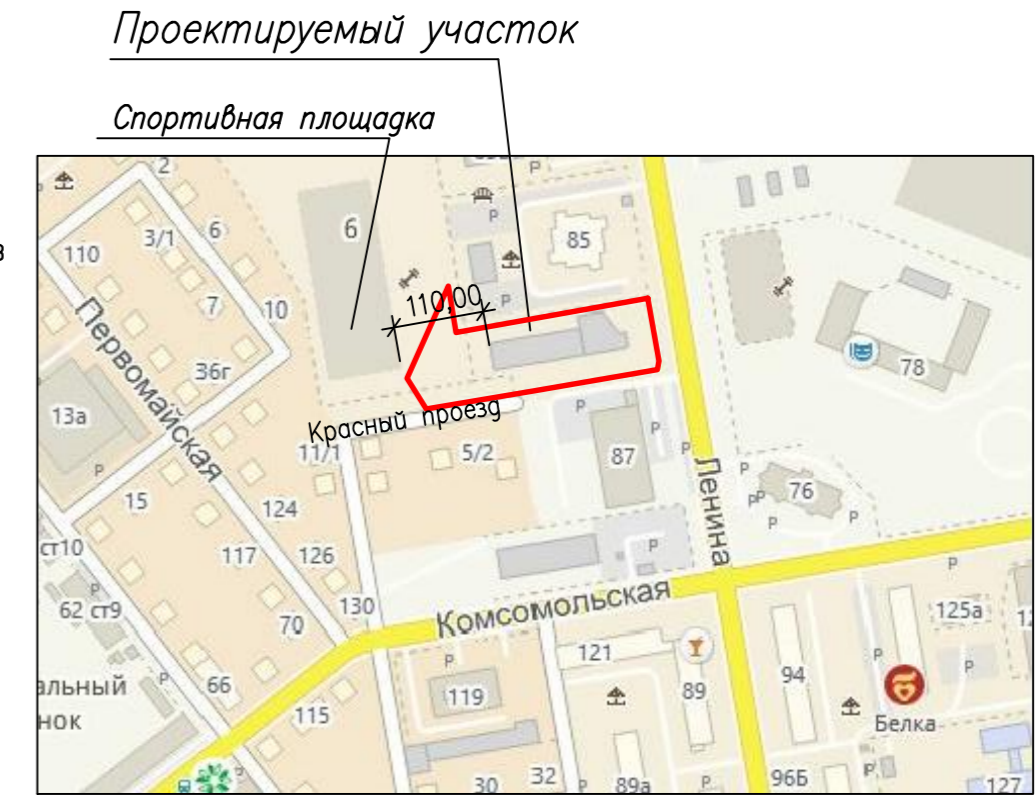 Проектируемый участок
Спортивная площадка
в
2
110
3/1
6
6
7
10
36г
Первомайская
13а
P
15
ст10
62 ст9
P
117
124
11/1
126
70
130
66
115
альный
нок
P
P
P
85
P
110,00
Красный проезд
5/2
P
87
P
P
P
Ленина
78
P
P
76
P
P
P
Комсомольская
P
119
121
89
30
32
P
89а
P
94
96Б
P
P
125а
P
Белка
P
127